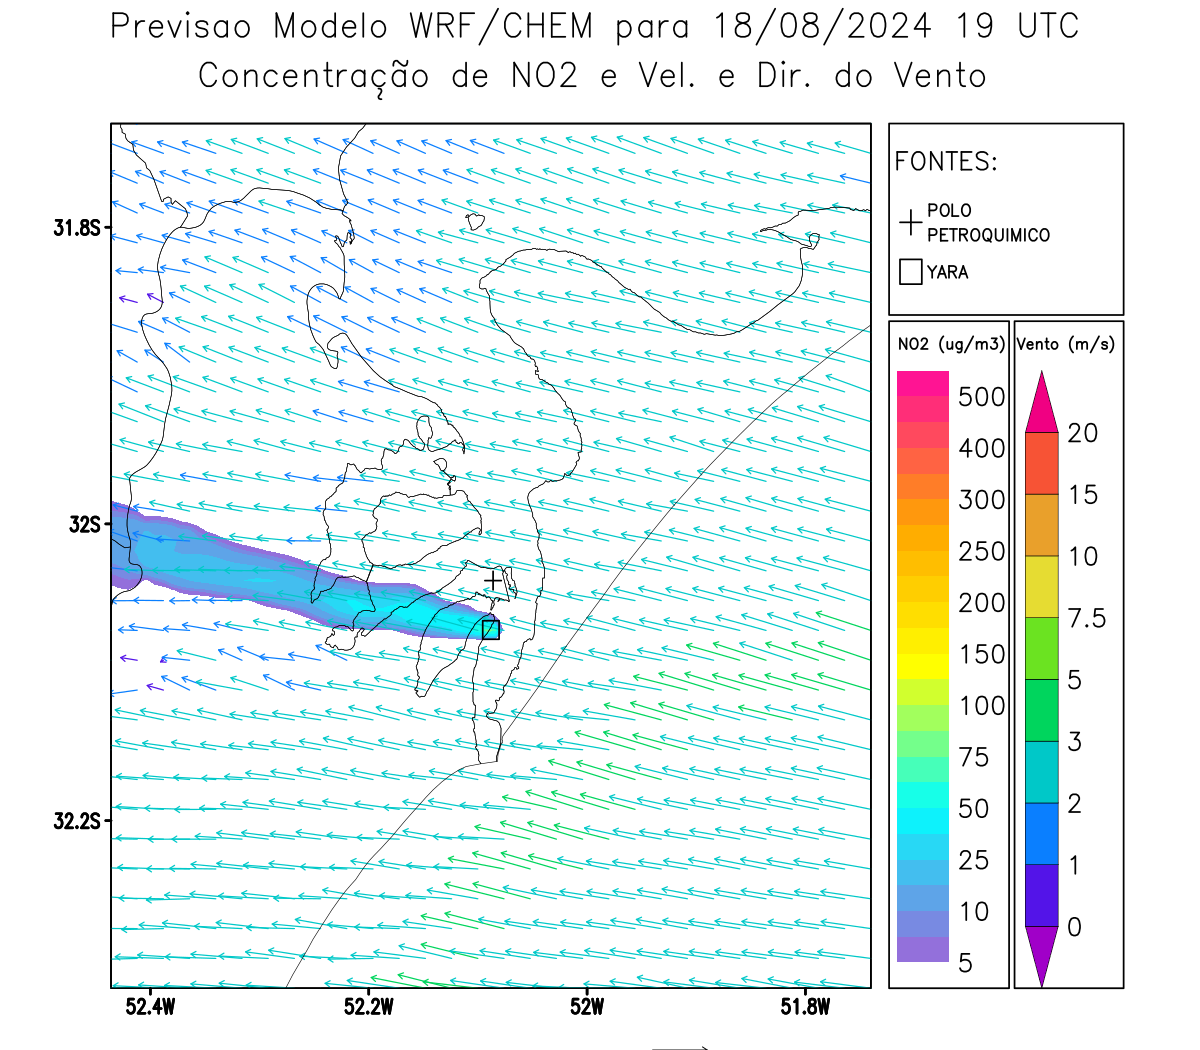 Previsao Modelo WRF/CHEM para 18/08/2024 19 UTC
Concentração de NO2 e Vel. e Dir. do Vento
FONTES:
POLO
PETROQUIMICO
YARA
31.8S
32S
32.2S
52.4W
52.2W
52W
51.8W
NO2 (ug/m3)
500
400
300
250
200
150
100
75
50
25
10
5
Vento (m/s)
20
15
10
7.5
5
3
2
1
0